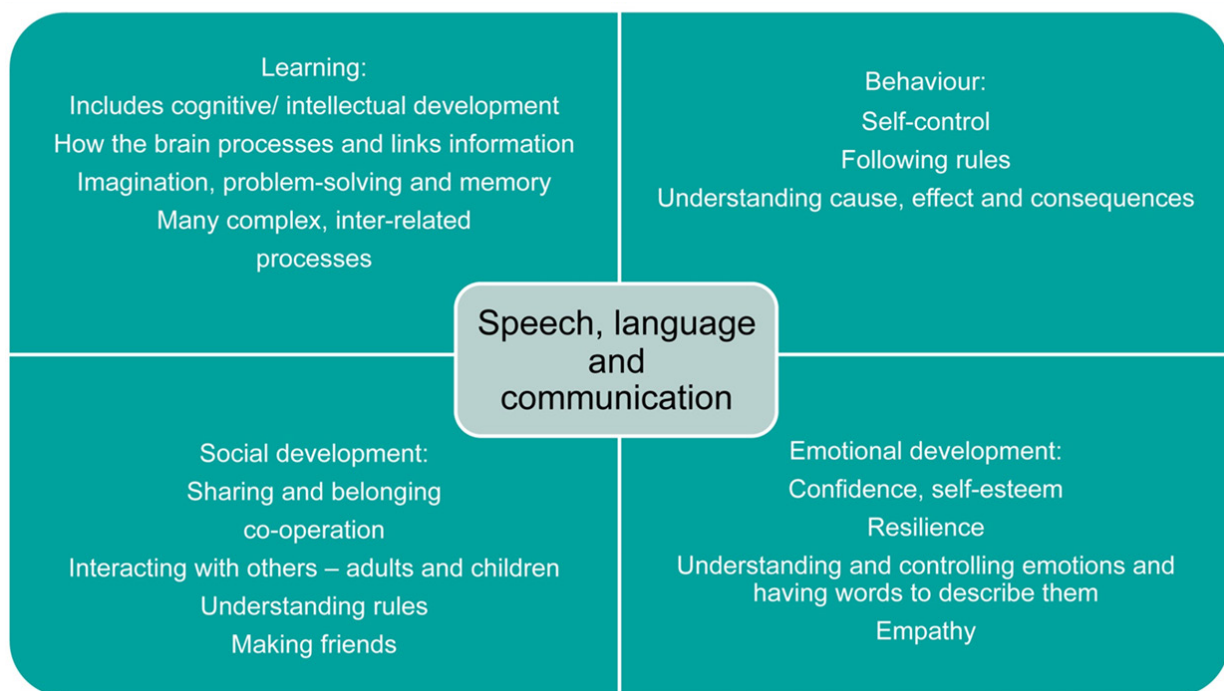 Learning:
Includes cognitive/ intellectual development
How the brain processes and links information
Imagination, problem-solving and memory
Many complex, inter-related
processes
Behaviour:
Self-control
Following rules
Understanding cause, effect and consequences
Speech, language
and
communication
Social development:
Sharing and belonging
co-operation
Interacting with others – adults and children
Understanding rules
Making friends
Emotional development:
Confidence, self-esteem
Resilience
Understanding and controlling emotions and
having words to describe them
Empathy